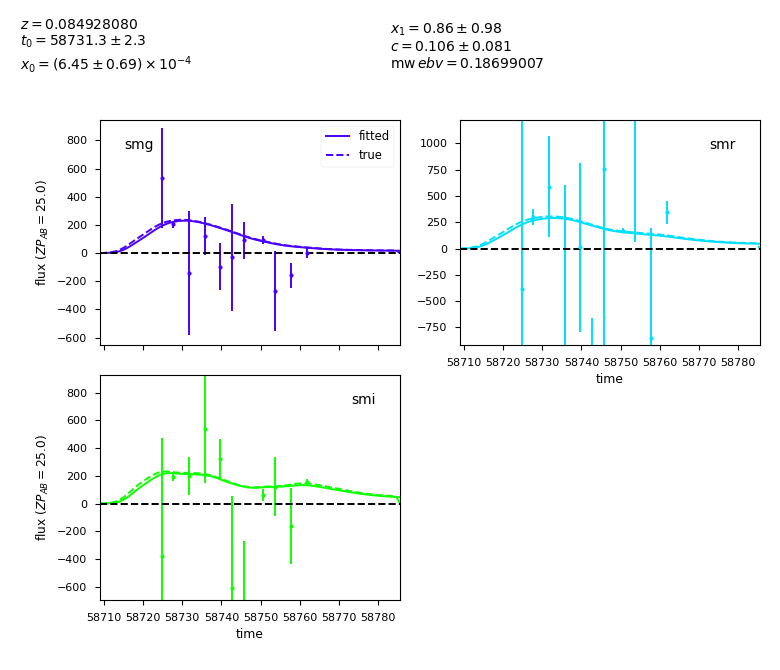 z = 0.084928080
t₀ = 58731.3 ± 2.3
x₀ = (6.45 ± 0.69) × 10⁻⁴
x₁ = 0.86 ± 0.98
c = 0.106 ± 0.081
mw ebv = 0.18699007
smg
fitted
true
800
600
400
200
0
−200
−400
−600
flux (ZP_AB = 25.0)
smr
1000
750
500
250
0
−250
−500
−750
58710 58720 58730 58740 58750 58760 58770 58780
time
smi
800
600
400
200
0
−200
−400
−600
flux (ZP_AB = 25.0)
58710 58720 58730 58740 58750 58760 58770 58780
time